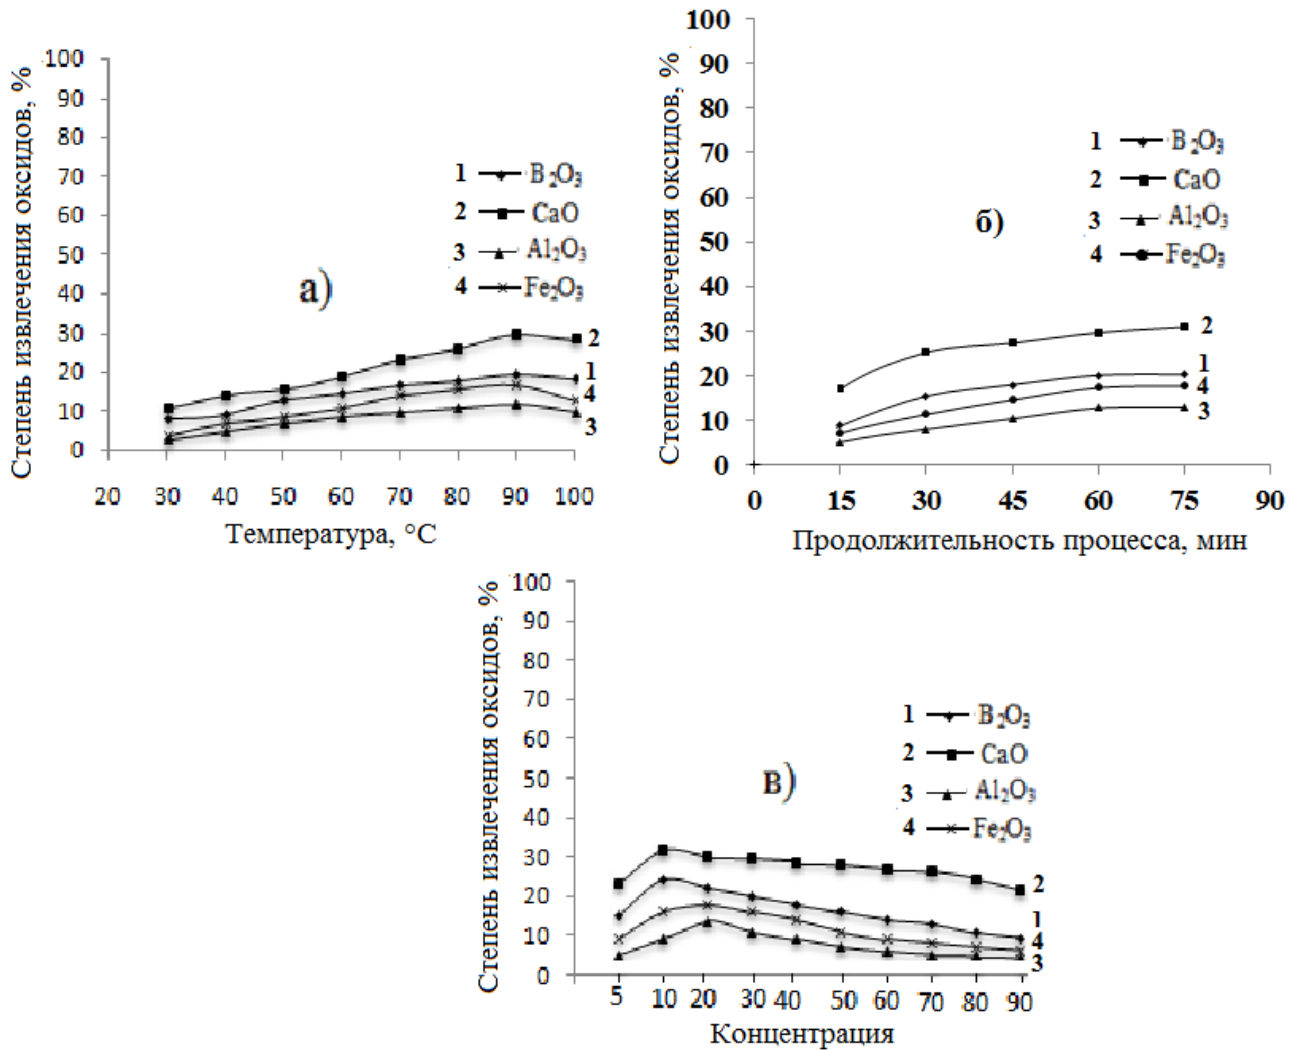 Степень извлечения оксидов, %
100
90
80
70
60
50
40
30
20
10
0
20 30 40 50 60 70 80 90 100
Температура, °C
а)
1 B₂O₃
2 CaO
3 Al₂O₃
4 Fe₂O₃
2
1
4
3
Степень извлечения оксидов, %
100
90
80
70
60
50
40
30
20
10
0
0 15 30 45 60 75 90
Продолжительность процесса, мин
б)
1 B₂O₃
2 CaO
3 Al₂O₃
4 Fe₂O₃
2
1
4
3
Степень извлечения оксидов, %
100
90
80
70
60
50
40
30
20
10
0
5 10 20 30 40 50 60 70 80 90
Концентрация
в)
1 B₂O₃
2 CaO
3 Al₂O₃
4 Fe₂O₃
2
1
4
3